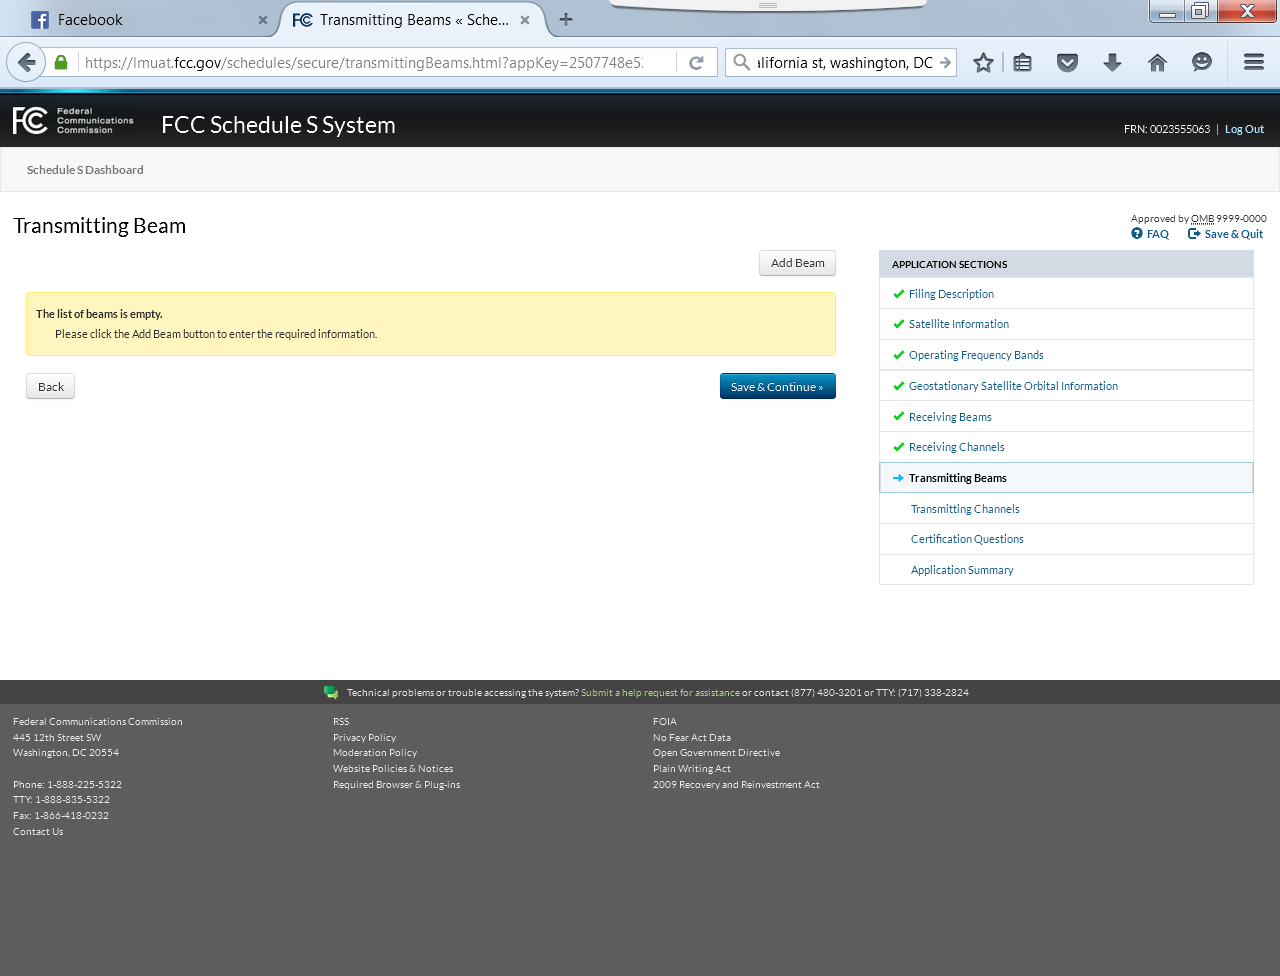 Facebook
Transmitting Beams « Sche...
https://lmuat.fcc.gov/schedules/secure/transmittingBeams.html?appKey=2507748e5
alifornia st, washington, DC
FC Federal Communications Commission
FCC Schedule S System
FRN: 0023555063 | Log Out
Schedule S Dashboard
Transmitting Beam
Approved by OMB 9999-0000
FAQ
Save & Quit
Add Beam
The list of beams is empty.
Please click the Add Beam button to enter the required information.
Back
Save & Continue »
APPLICATION SECTIONS
Filing Description
Satellite Information
Operating Frequency Bands
Geostationary Satellite Orbital Information
Receiving Beams
Receiving Channels
Transmitting Beams
Transmitting Channels
Certification Questions
Application Summary
Technical problems or trouble accessing the system? Submit a help request for assistance or contact (877) 480-3201 or TTY: (717) 338-2824
Federal Communications Commission
445 12th Street SW
Washington, DC 20554
Phone: 1-888-225-5322
TTY: 1-888-835-5322
Fax: 1-866-418-0232
Contact Us
RSS
Privacy Policy
Moderation Policy
Website Policies & Notices
Required Browser & Plug-ins
FOIA
No Fear Act Data
Open Government Directive
Plain Writing Act
2009 Recovery and Reinvestment Act